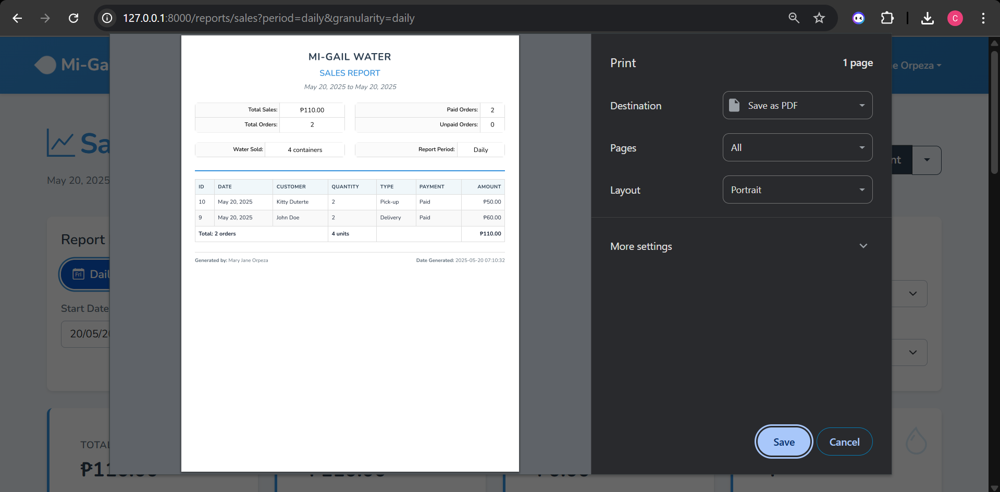 127.0.0.1:8000/reports/sales?period=daily&granularity=daily
C
Mi-Ga
e Orpeza
Sa
nt
May 20, 2025
Report
Fri Dail
Start Date
20/05/20
TOTAL
MI-GAIL WATER
SALES REPORT
May 20, 2025 to May 20, 2025
Total Sales: ₱110.00 Paid Orders: 2
Total Orders: 2 Unpaid Orders: 0
Water Sold: 4 containers Report Period: Daily
ID DATE CUSTOMER QUANTITY TYPE PAYMENT AMOUNT
10 May 20, 2025 Kitty Duterte 2 Pick-up Paid ₱50.00
9 May 20, 2025 John Doe 2 Delivery Paid ₱60.00
Total: 2 orders 4 units ₱110.00
Generated by: Mary Jane Orpeza Date Generated: 2025-05-20 07:10:32
Print 1 page
Destination Save as PDF
Pages All
Layout Portrait
More settings
Save Cancel